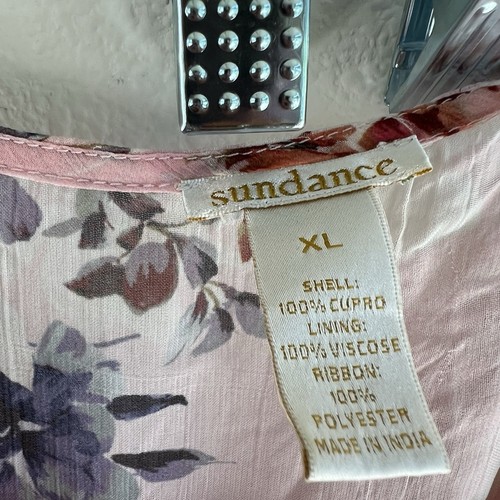 sundance
XL
SHELL:
100% CUPRO
LINING:
100% VISCOSE
RIBBON:
100%
POLYESTER
MADE IN INDIA